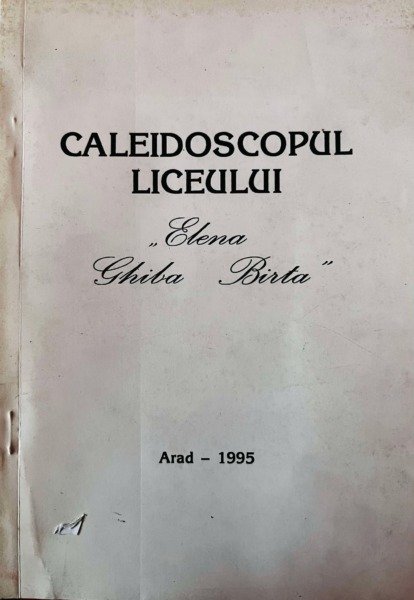 CALEIDOSCOPUL
LICEULUI
„Elena
Ghiba Birta”
Arad – 1995